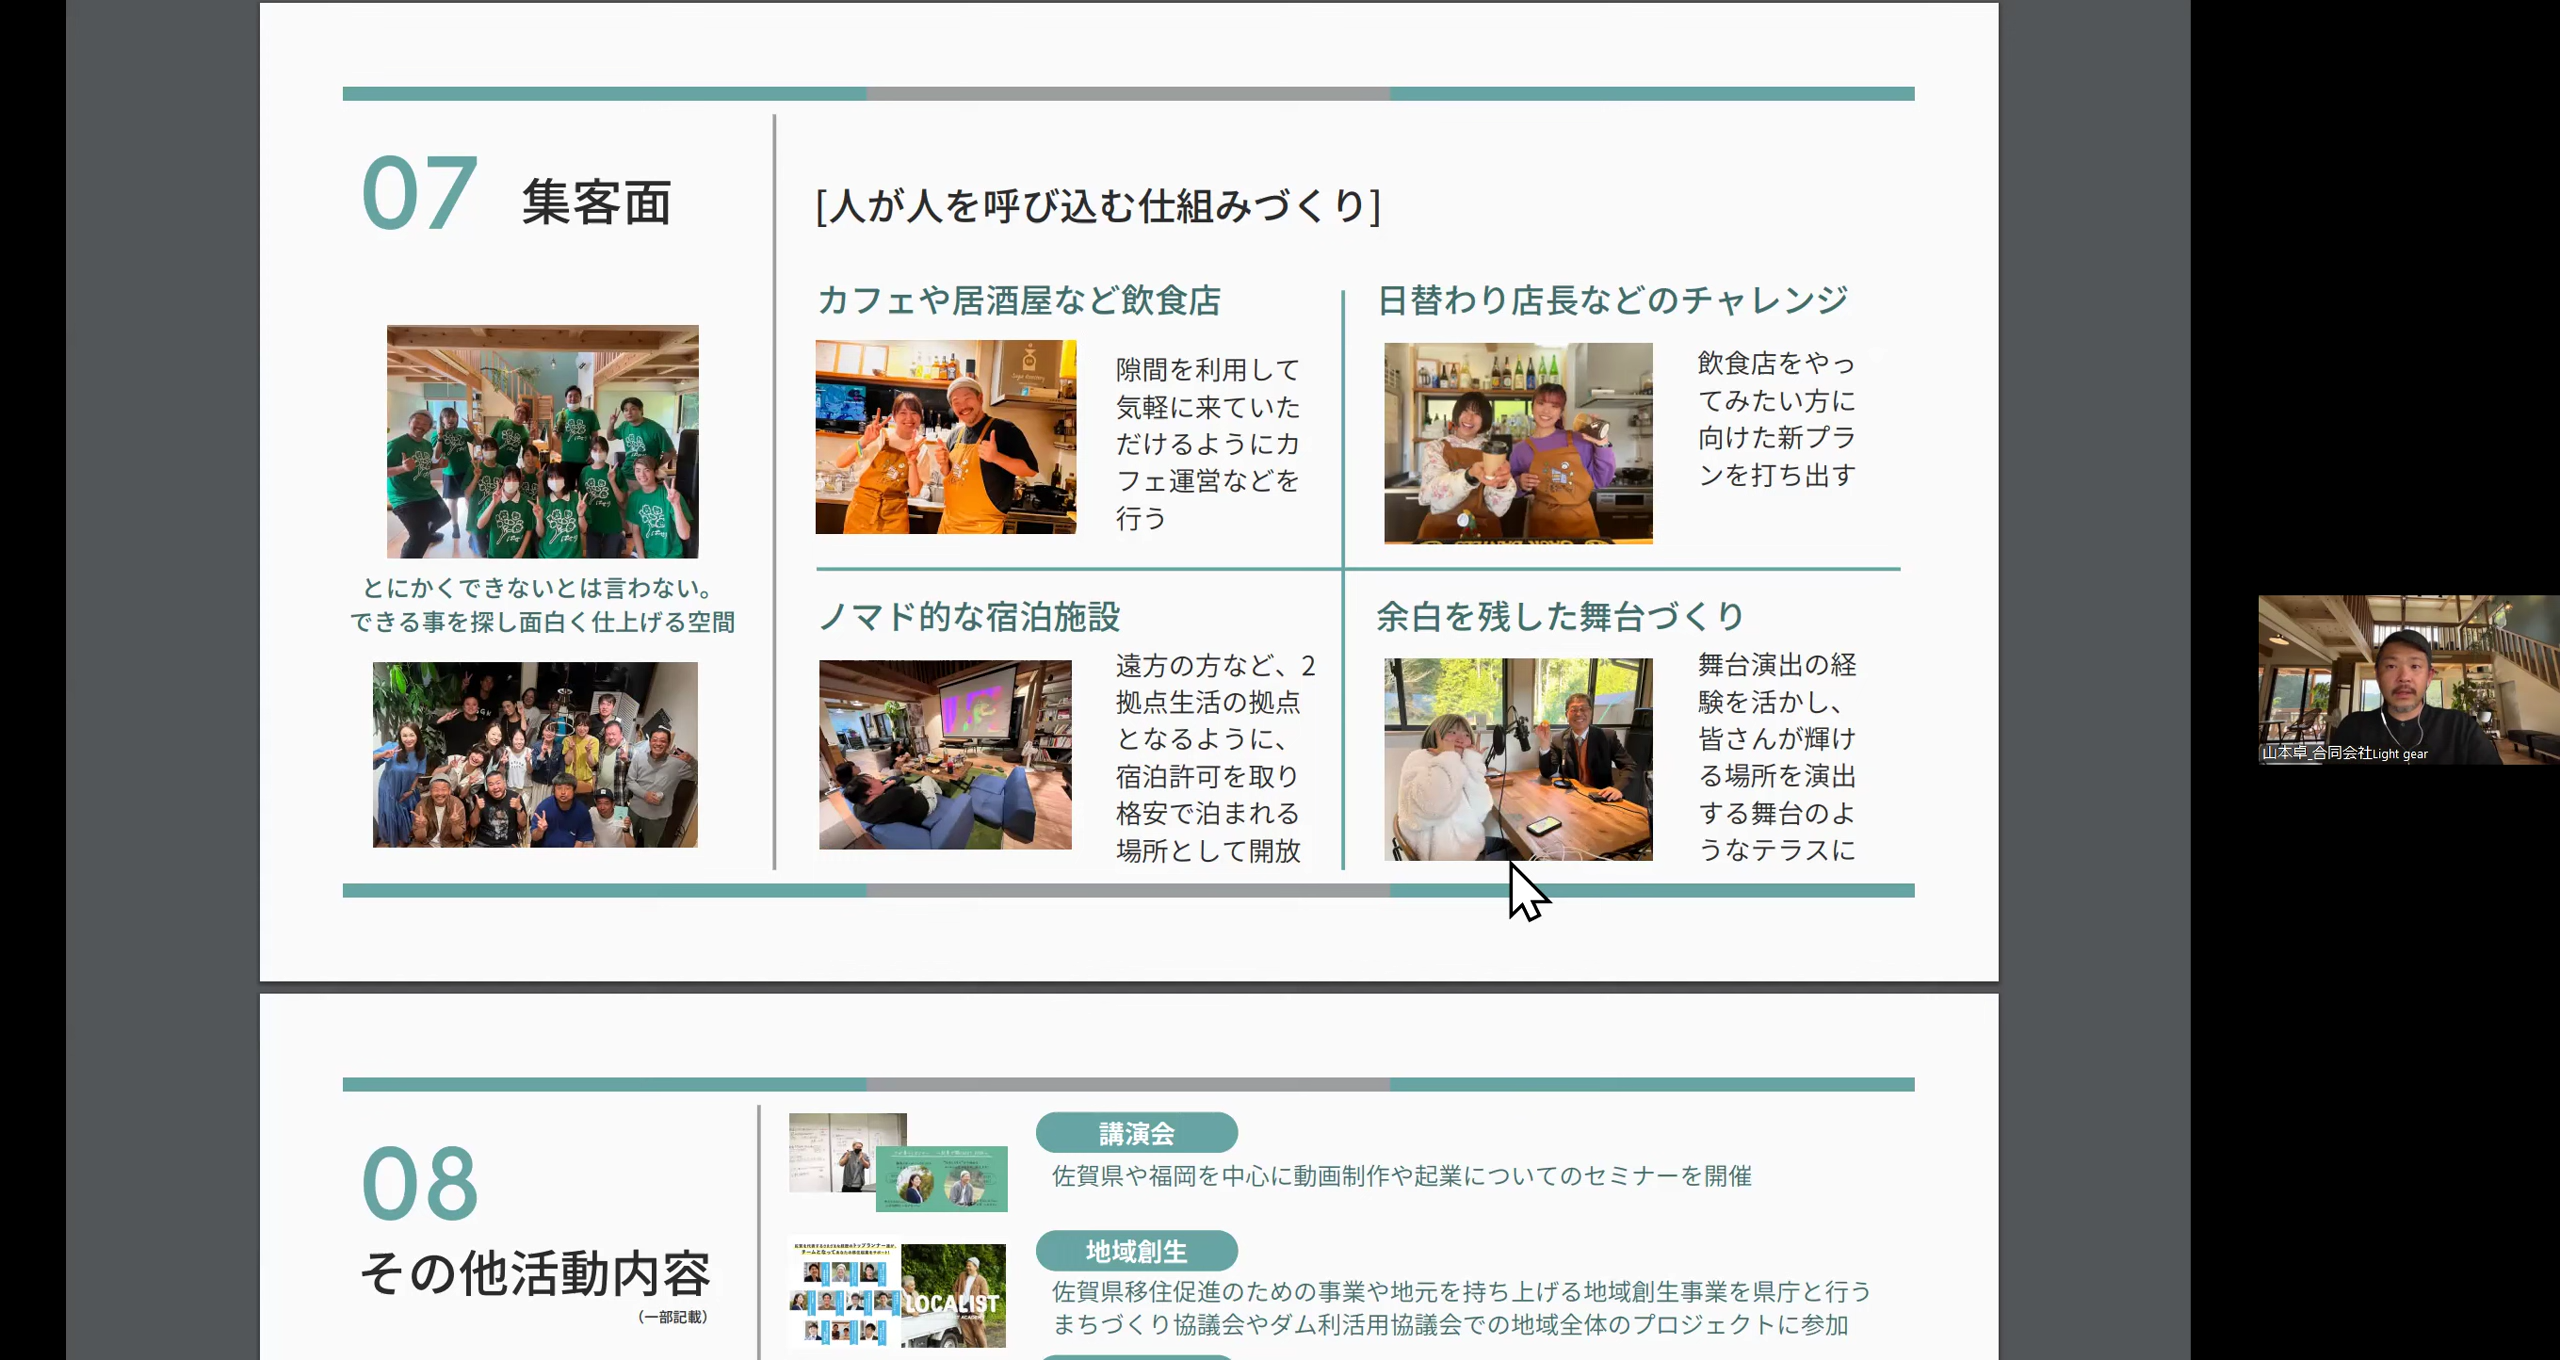 07 集客面
[人が人を呼び込む仕組みづくり]
とにかくできないとは言わない。
できる事を探し面白く仕上げる空間
カフェや居酒屋など飲食店
隙間を利用して
気軽に来ていた
だけるようにカ
フェ運営などを
行う
日替わり店長などのチャレンジ
飲食店をやっ
てみたい方に
向けた新プラ
ンを打ち出す
ノマド的な宿泊施設
遠方の方など、2
拠点生活の拠点
となるように、
宿泊許可を取り
格安で泊まれる
場所として開放
余白を残した舞台づくり
舞台演出の経
験を活かし、
皆さんが輝け
る場所を演出
する舞台のよ
うなテラスに
08
その他活動内容
（一部記載）
講演会
佐賀県や福岡を中心に動画制作や起業についてのセミナーを開催
地域創生
佐賀県移住促進のための事業や地元を持ち上げる地域創生事業を県庁と行う
まちづくり協議会やダム利活用協議会での地域全体のプロジェクトに参加
LOCALIST
山本卓_合同会社Light gear